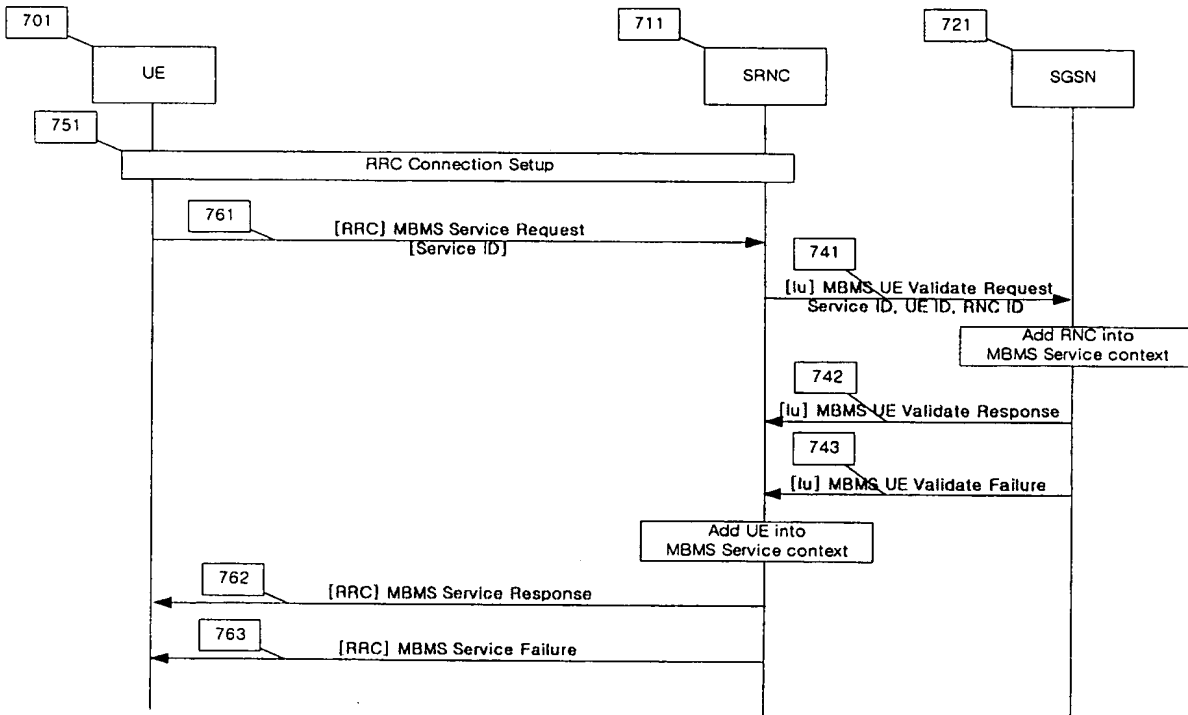 701
711
721
UE
SRNC
SGSN
751
RRC Connection Setup
761
[RRC] MBMS Service Request
[Service ID]
741
[Iu] MBMS UE Validate Request
Service ID, UE ID, RNC ID
Add RNC into
MBMS Service context
742
[Iu] MBMS UE Validate Response
743
[Iu] MBMS UE Validate Failure
Add UE into
MBMS Service context
762
[RRC] MBMS Service Response
763
[RRC] MBMS Service Failure